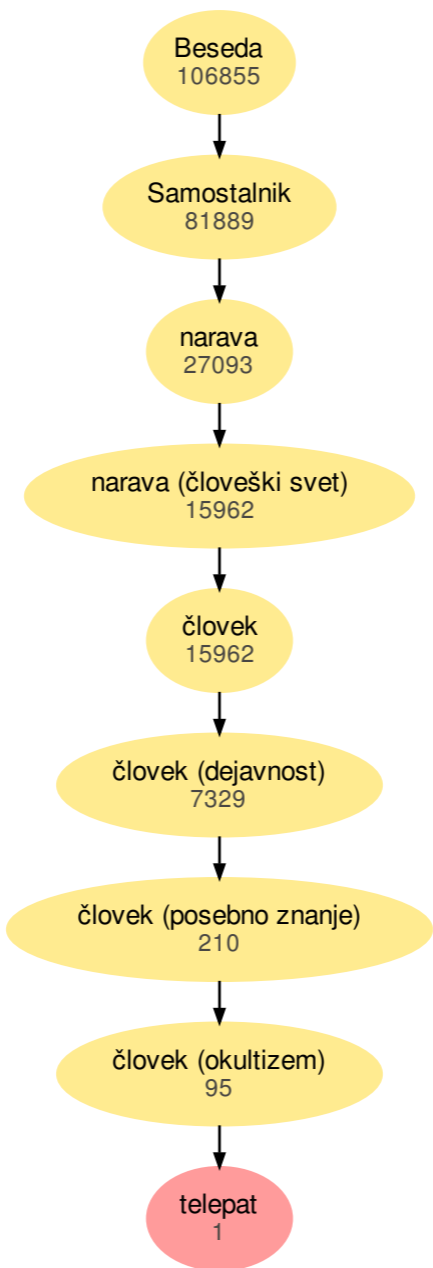 Beseda
106855
Samostalnik
81889
narava
27093
narava (človeški svet)
15962
človek
15962
človek (dejavnost)
7329
človek (posebno znanje)
210
človek (okultizem)
95
telepat
1